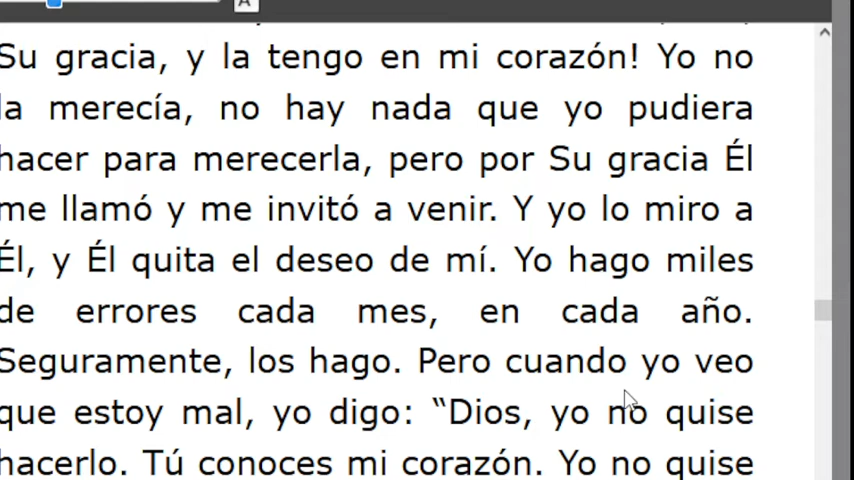 A
Su gracia, y la tengo en mi corazón! Yo no
la merecía, no hay nada que yo pudiera
hacer para merecerla, pero por Su gracia Él
me llamó y me invitó a venir. Y yo lo miro a
Él, y Él quita el deseo de mí. Yo hago miles
de errores cada mes, en cada año.
Seguramente, los hago. Pero cuando yo veo
que estoy mal, yo digo: “Dios, yo no quise
hacerlo. Tú conoces mi corazón. Yo no quise